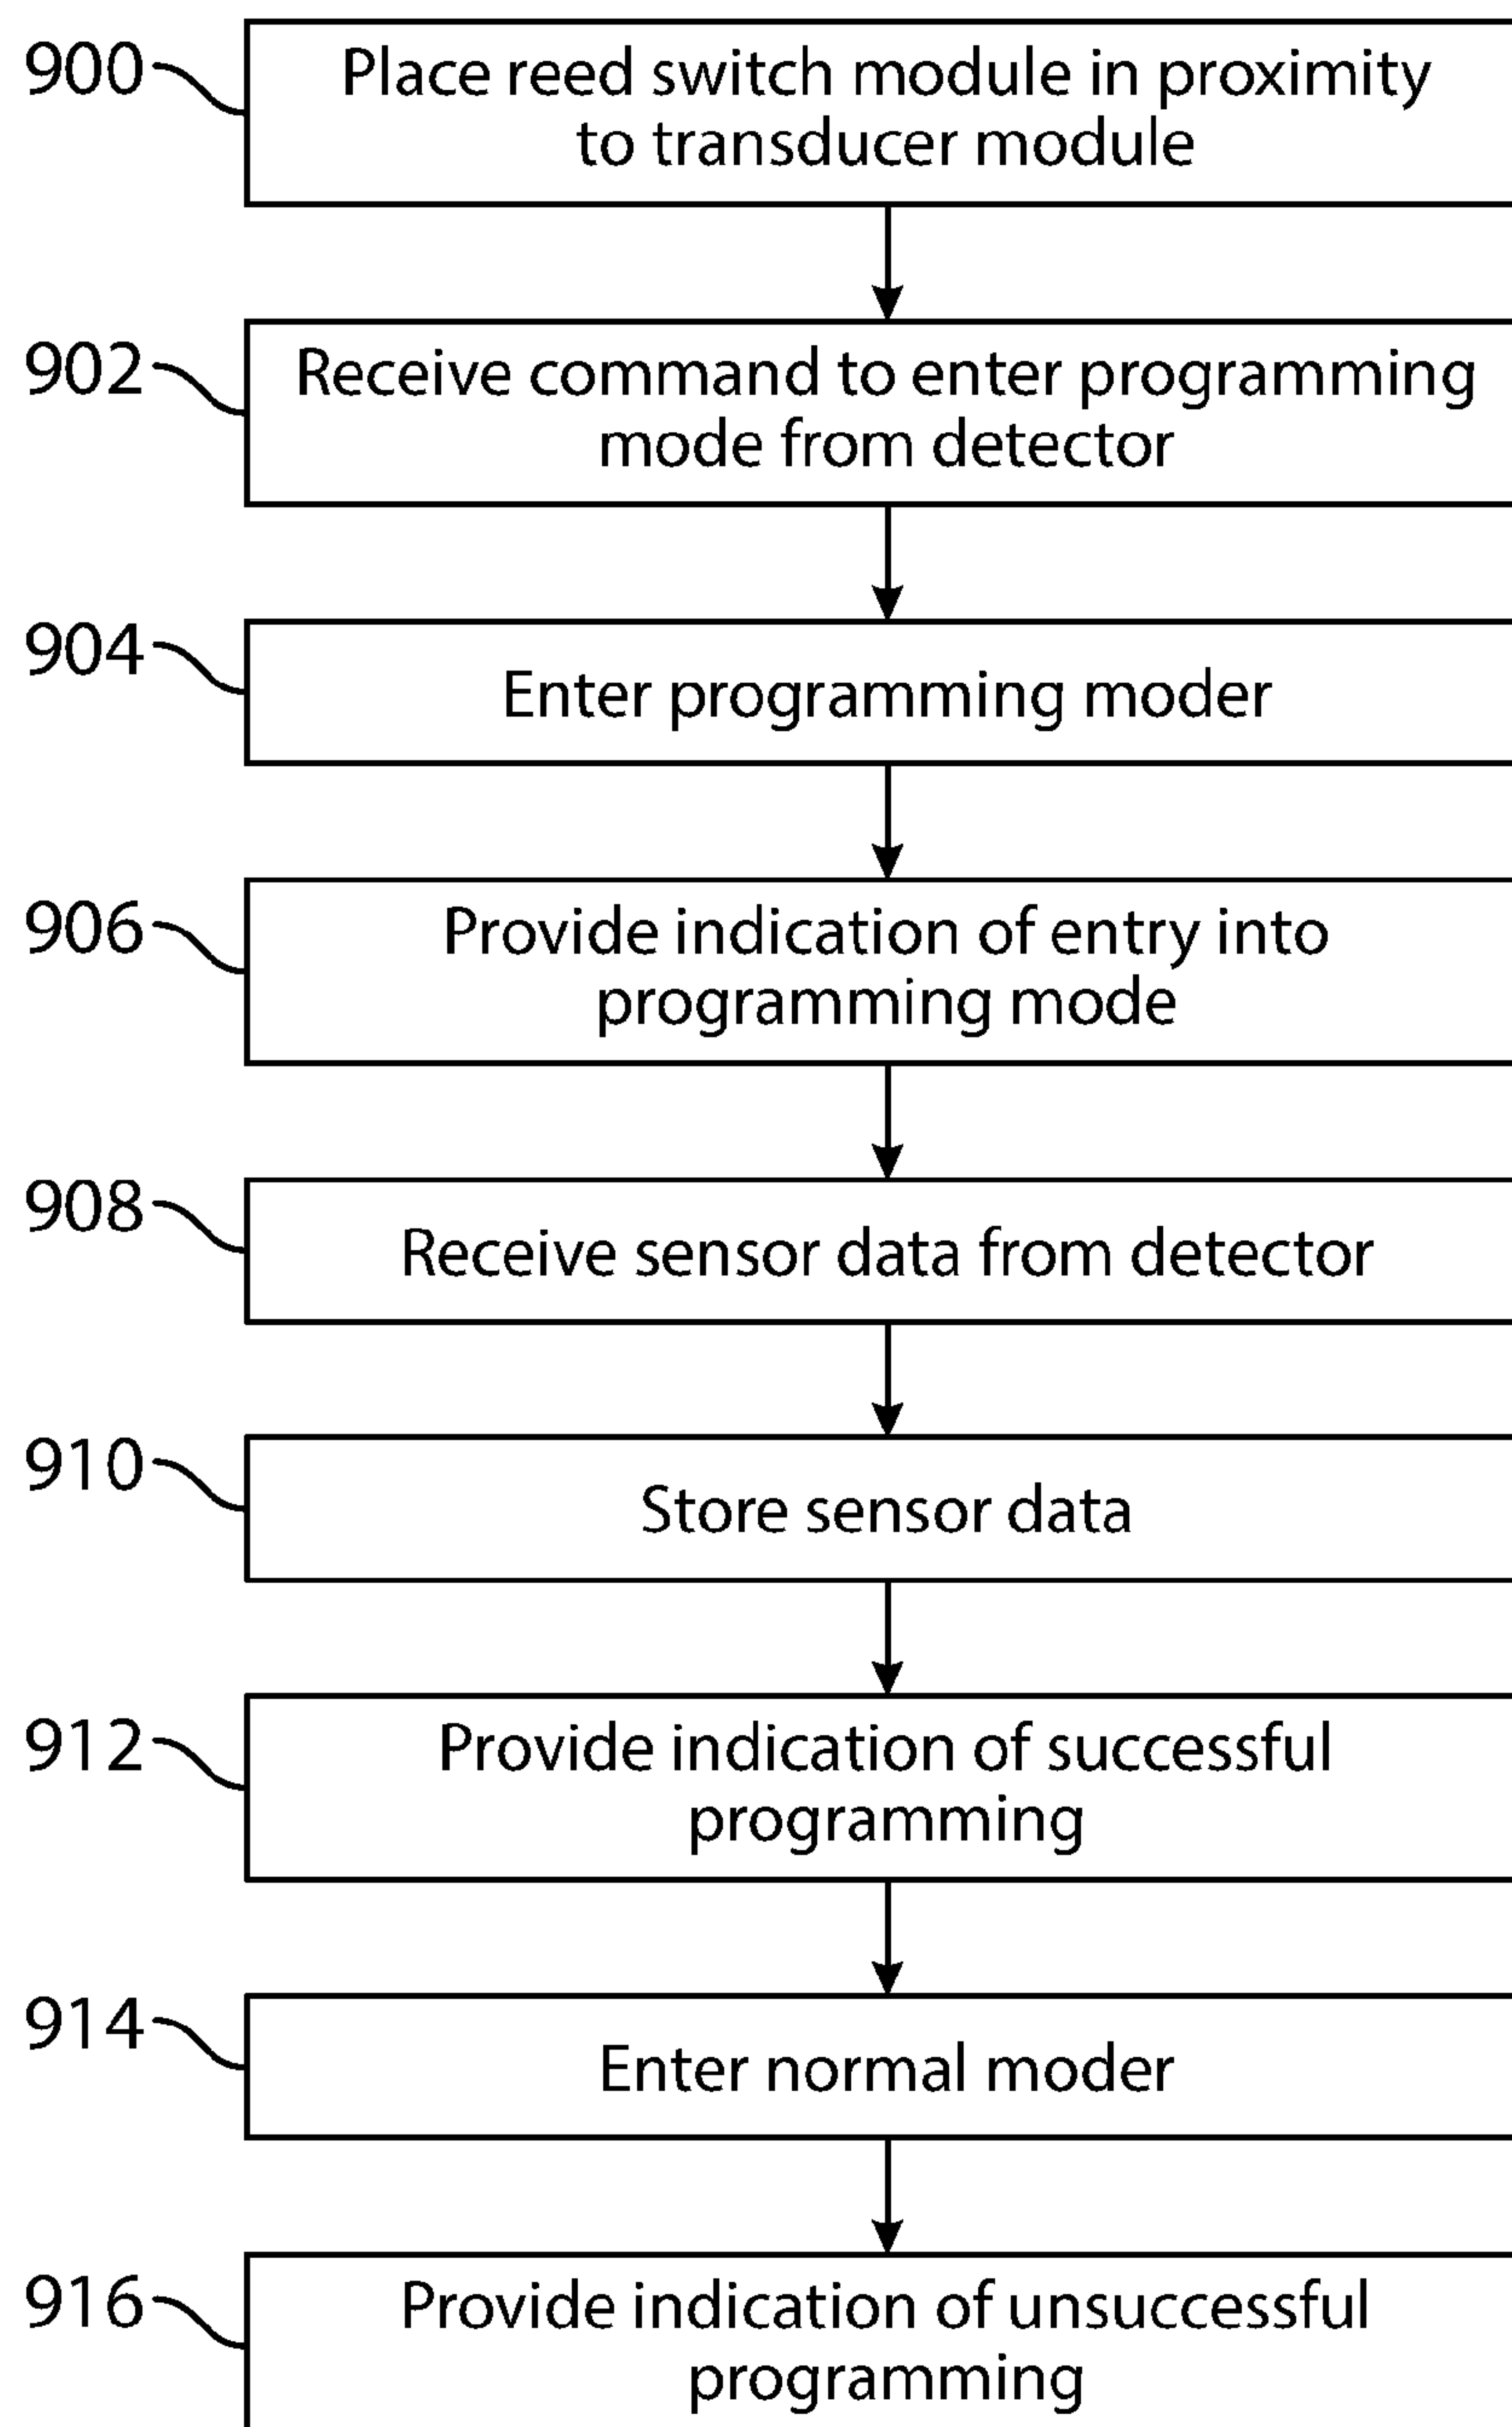 900
Place reed switch module in proximity
to transducer module
902
Receive command to enter programming
mode from detector
904
Enter programming moder
906
Provide indication of entry into
programming mode
908
Receive sensor data from detector
910
Store sensor data
912
Provide indication of successful
programming
914
Enter normal moder
916
Provide indication of unsuccessful
programming